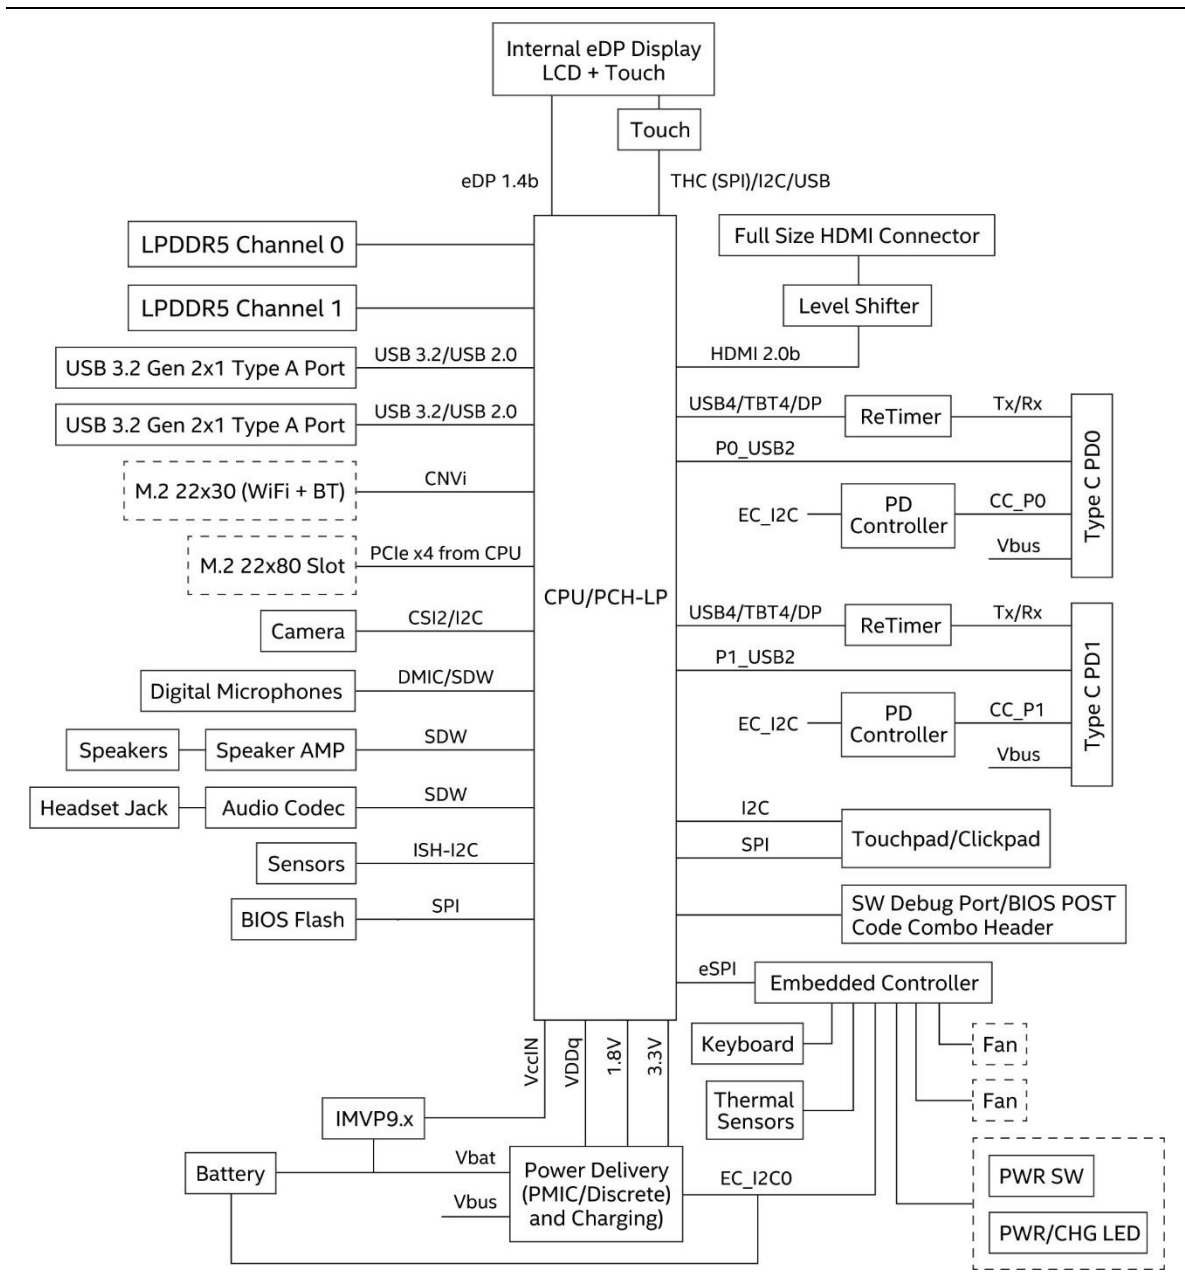 Internal eDP Display
LCD + Touch
Touch
eDP 1.4b
THC (SPI)/I2C/USB
LPDDR5 Channel 0
Full Size HDMI Connector
LPDDR5 Channel 1
Level Shifter
USB 3.2 Gen 2x1 Type A Port
USB 3.2/USB 2.0
HDMI 2.0b
USB 3.2 Gen 2x1 Type A Port
USB 3.2/USB 2.0
USB4/TBT4/DP
ReTimer
Tx/Rx
P0_USB2
Type C PD0
M.2 22x30 (WiFi + BT)
CNVi
EC_I2C
PD
Controller
CC_P0
Vbus
M.2 22x80 Slot
PCIe x4 from CPU
CPU/PCH-LP
Camera
CSI2/I2C
USB4/TBT4/DP
ReTimer
Tx/Rx
P1_USB2
Type C PD1
Digital Microphones
DMIC/SDW
EC_I2C
PD
Controller
CC_P1
Vbus
Speakers
Speaker AMP
SDW
Headset Jack
Audio Codec
SDW
I2C
SPI
Touchpad/Clickpad
Sensors
ISH-I2C
BIOS Flash
SPI
SW Debug Port/BIOS POST
Code Combo Header
eSPI
Embedded Controller
VccIN
VDDq
1.8V
3.3V
Keyboard
Fan
Thermal
Sensors
Fan
IMVP9.x
Battery
Vbat
Vbus
Power Delivery
(PMIC/Discrete)
and Charging)
EC_I2C0
PWR SW
PWR/CHG LED